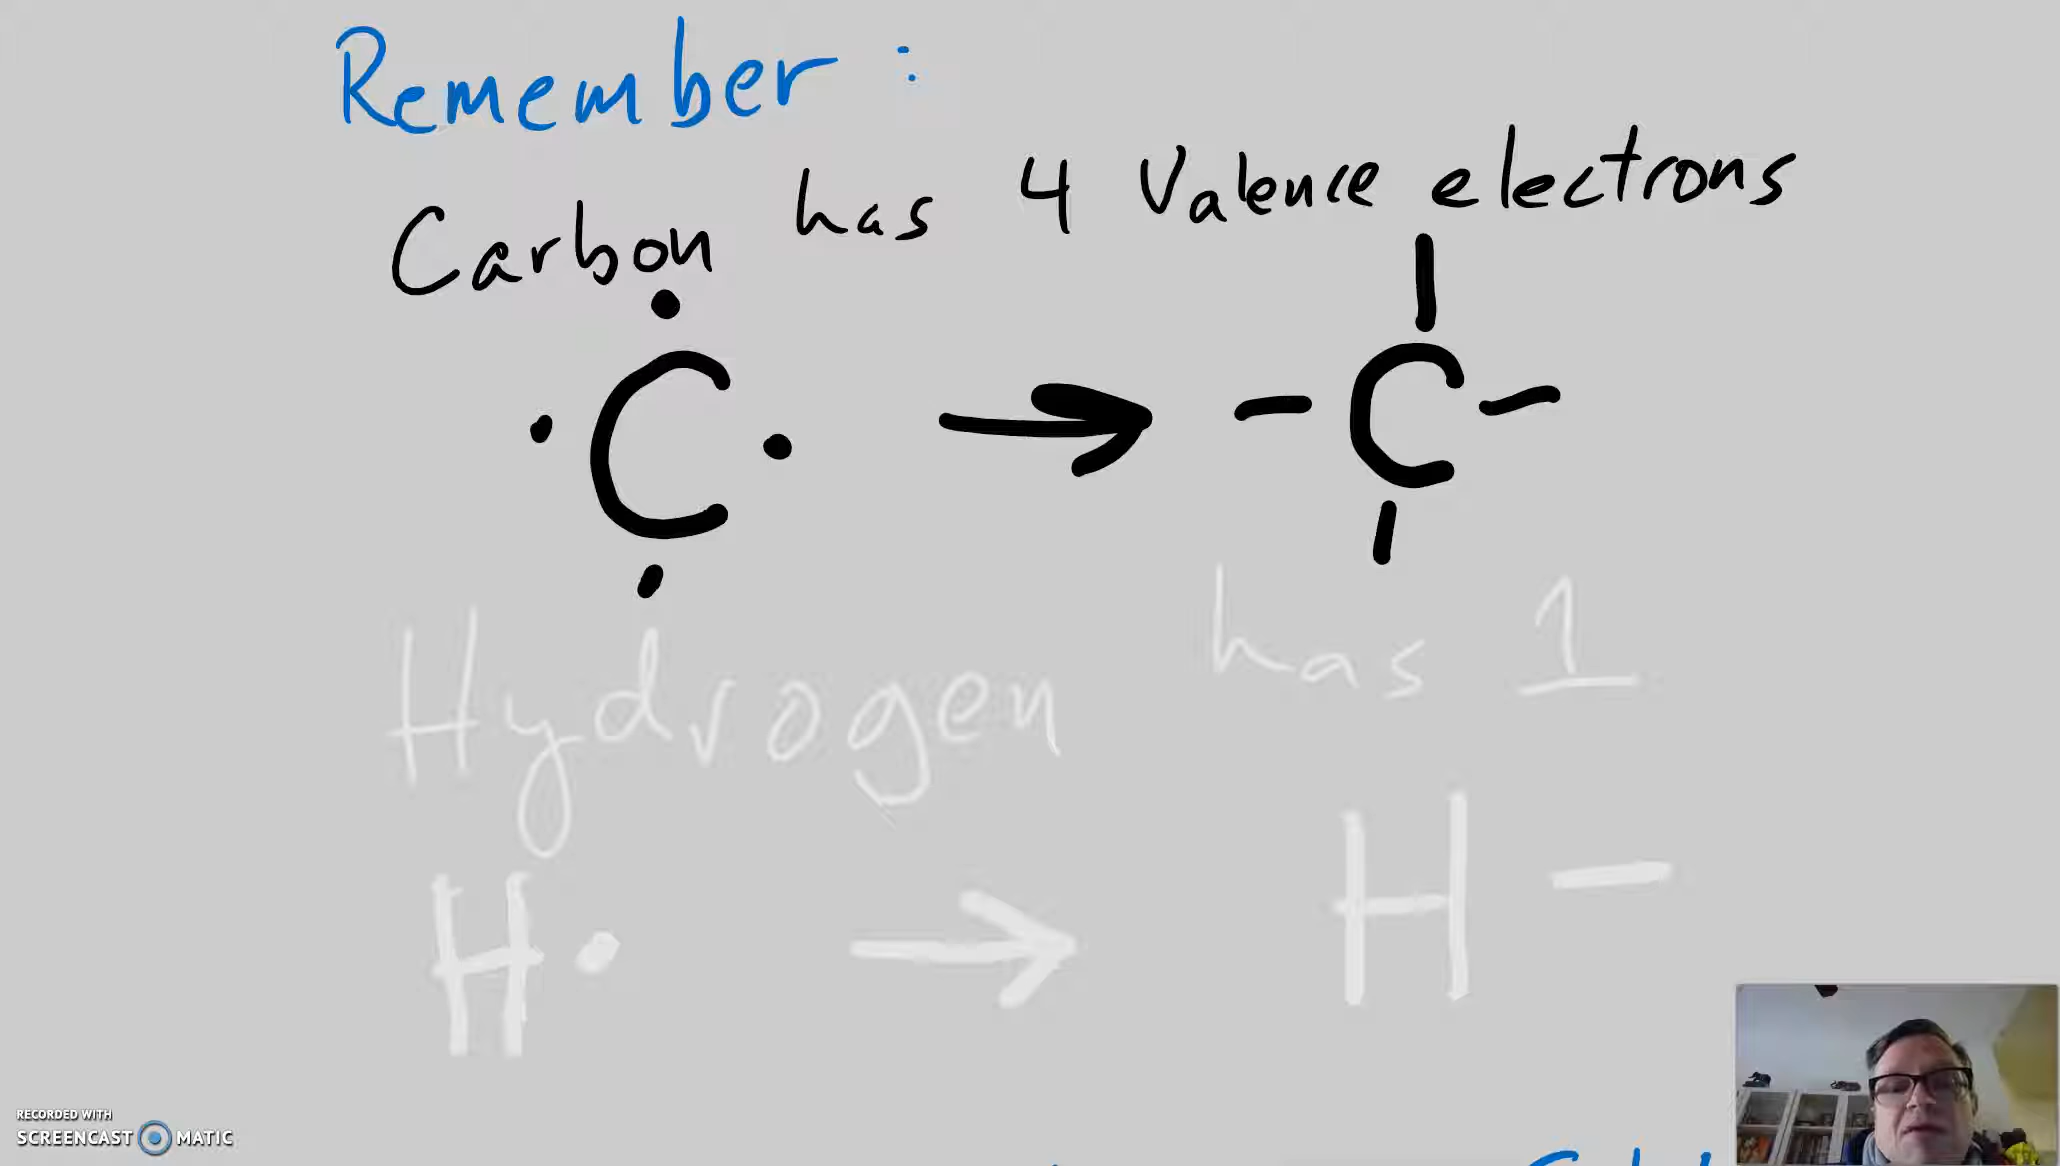 Remember :
Carbon has 4 Valence electrons
C → C
Hydrogen has 1
H → H
RECORDED WITH
SCREENCAST MATIC